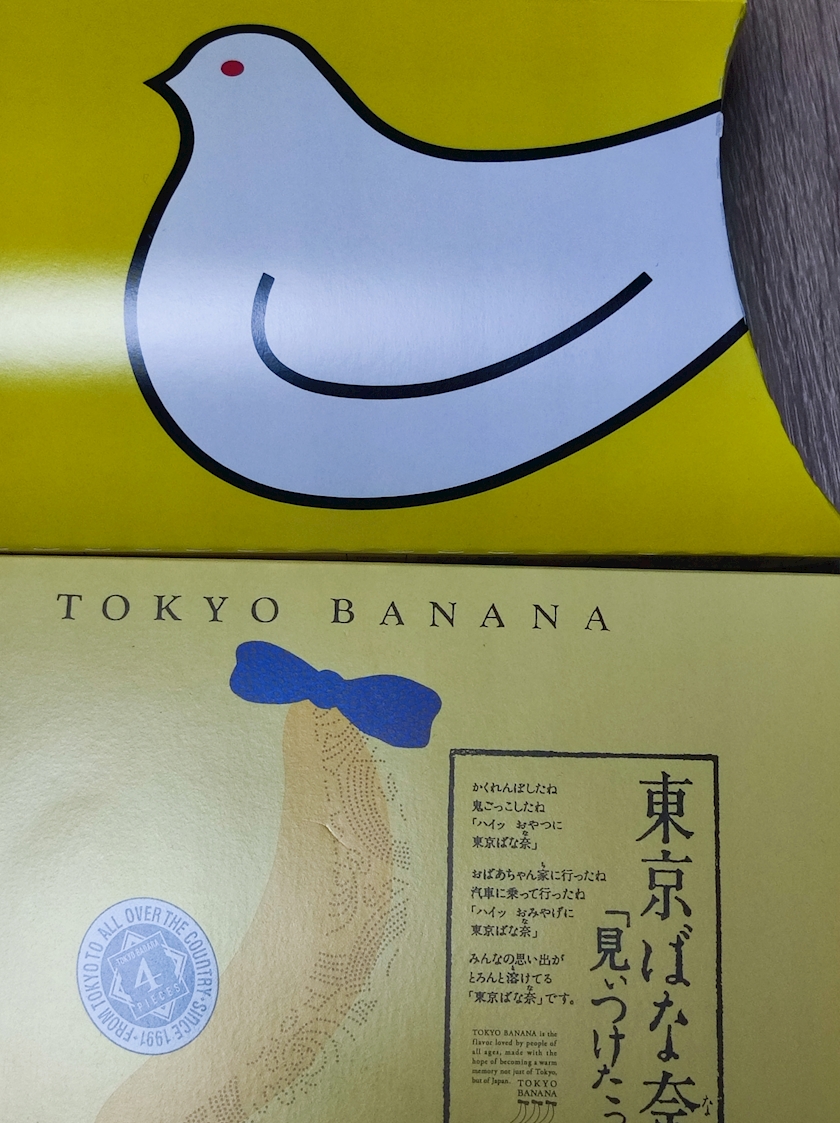 TOKYO BANANA
東京ばな奈
な
「見ぃつけたっ
かくれんぼしたね
鬼ごっこしたね
「ハイッ おやつに
東京ばな奈」
な
おばあちゃん家に行ったね
ち
汽車に乗って行ったね
「ハイッ おみやげに
東京ばな奈」
な
みんなの思い出が
とろんと溶けてる
と
「東京ばな奈」です。
な
TOKYO BANANA is the
flavor loved by people of
all ages, made with the
hope of becoming a warm
memory not just of Tokyo,
but of Japan.
TOKYO
BANANA
FROM TOKYO TO ALL OVER THE COUNTRY
SINCE 1991
TOKYO BANANA
4
PIECES